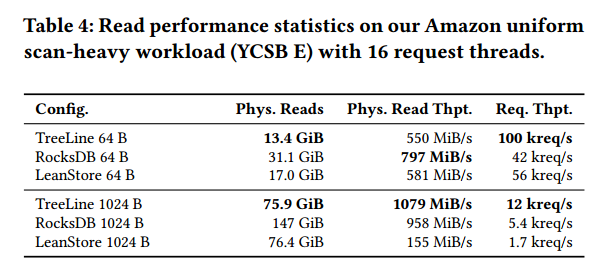 Table 4: Read performance statistics on our Amazon uniform
scan-heavy workload (YCSB E) with 16 request threads.
Config. Phys. Reads Phys. Read Thpt. Req. Thpt.
TreeLine 64 B 13.4 GiB 550 MiB/s 100 kreq/s
RocksDB 64 B 31.1 GiB 797 MiB/s 42 kreq/s
LeanStore 64 B 17.0 GiB 581 MiB/s 56 kreq/s
TreeLine 1024 B 75.9 GiB 1079 MiB/s 12 kreq/s
RocksDB 1024 B 147 GiB 958 MiB/s 5.4 kreq/s
LeanStore 1024 B 76.4 GiB 155 MiB/s 1.7 kreq/s